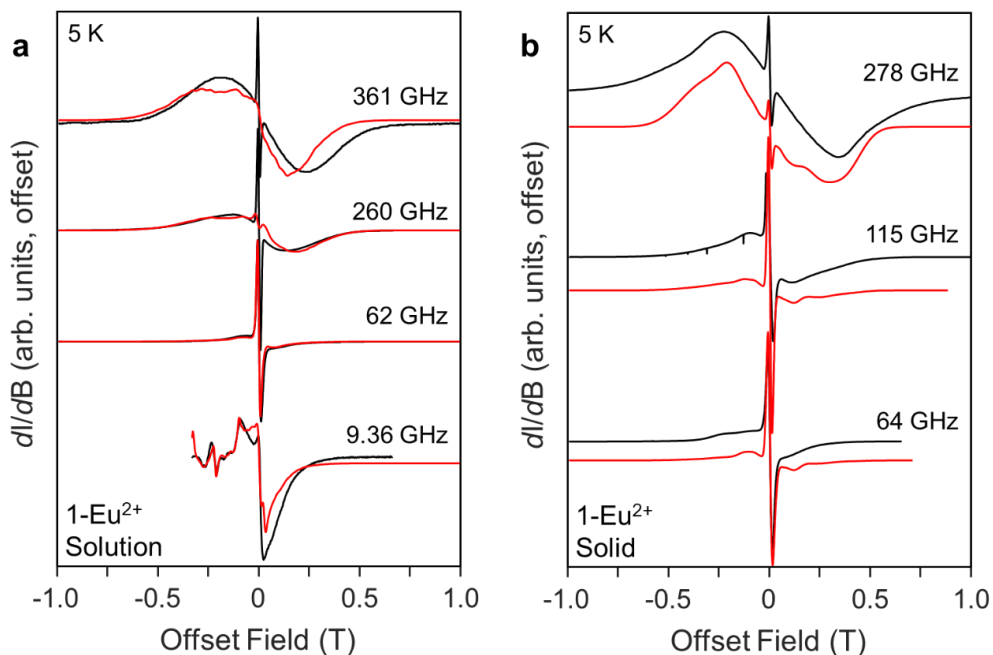 a
5 K
361 GHz
260 GHz
62 GHz
9.36 GHz
1-Eu²⁺
Solution
dI/dB (arb. units, offset)
-1.0
-0.5
0
0.5
1.0
Offset Field (T)
b
5 K
278 GHz
115 GHz
64 GHz
1-Eu²⁺
Solid
dI/dB (arb. units, offset)
-1.0
-0.5
0
0.5
1.0
Offset Field (T)